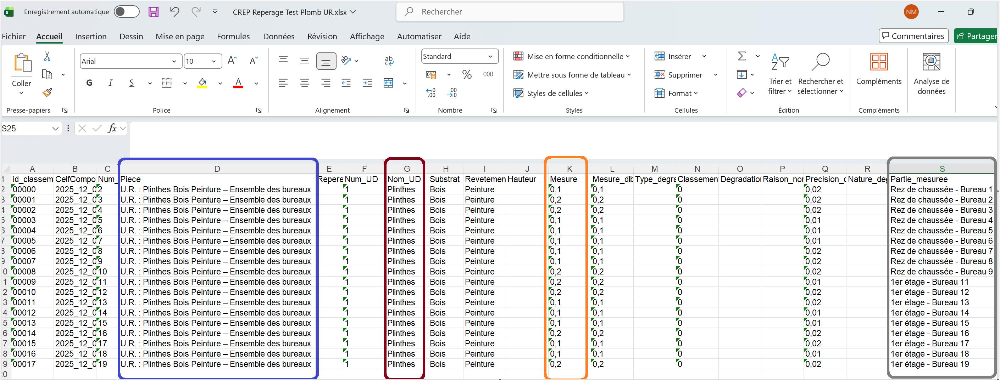 Enregistrement automatique CREP Reperage Test Plomb UR.xlsx Rechercher NM
Fichier Accueil Insertion Dessin Mise en page Formules Données Révision Affichage Automatiser Aide Commentaires Partager
Arial 10 Standard Mise en forme conditionnelle Insérer
Coller G I S % 000 Mettre sous forme de tableau Supprimer Trier et filtrer Rechercher et sélectionner Compléments Analyse de données
Styles de cellules Format
Presse-papiers Police Alignement Nombre Styles Cellules Édition Compléments
S25 fx
A B C D E F G H I J K L M N O P Q R S
1 id_classem CelfCompo Num_ Piece Repere Num_UD Nom_UD Substrat Revetemen Hauteur Mesure Mesure_dlb Type_degra Classement Degradation Raison_nor Precision_c Nature_deg Partie_mesuree
2 00000 2025_12_0 2 U.R. : Plinthes Bois Peinture – Ensemble des bureaux 1 Plinthes Bois Peinture 0,1 0,1 0 0,02 Rez de chaussée - Bureau 1
3 00001 2025_12_0 3 U.R. : Plinthes Bois Peinture – Ensemble des bureaux 1 Plinthes Bois Peinture 0,2 0,2 0 0,02 Rez de chaussée - Bureau 2
4 00002 2025_12_0 4 U.R. : Plinthes Bois Peinture – Ensemble des bureaux 1 Plinthes Bois Peinture 0,2 0,2 0 0,02 Rez de chaussée - Bureau 3
5 00003 2025_12_0 5 U.R. : Plinthes Bois Peinture – Ensemble des bureaux 1 Plinthes Bois Peinture 0,1 0,1 0 0,01 Rez de chaussée - Bureau 4
6 00004 2025_12_0 6 U.R. : Plinthes Bois Peinture – Ensemble des bureaux 1 Plinthes Bois Peinture 0,1 0,1 0 0,01 Rez de chaussée - Bureau 5
7 00005 2025_12_0 7 U.R. : Plinthes Bois Peinture – Ensemble des bureaux 1 Plinthes Bois Peinture 0,1 0,1 0 0,01 Rez de chaussée - Bureau 6
8 00006 2025_12_0 8 U.R. : Plinthes Bois Peinture – Ensemble des bureaux 1 Plinthes Bois Peinture 0,1 0,1 0 0,02 Rez de chaussée - Bureau 7
9 00007 2025_12_0 9 U.R. : Plinthes Bois Peinture – Ensemble des bureaux 1 Plinthes Bois Peinture 0,1 0,1 0 0,02 Rez de chaussée - Bureau 8
0 00008 2025_12_0 10 U.R. : Plinthes Bois Peinture – Ensemble des bureaux 1 Plinthes Bois Peinture 0,2 0,2 0 0,02 Rez de chaussée - Bureau 9
1 00009 2025_12_0 11 U.R. : Plinthes Bois Peinture – Ensemble des bureaux 1 Plinthes Bois Peinture 0,2 0,2 0 0,01 1er étage - Bureau 11
2 00010 2025_12_0 12 U.R. : Plinthes Bois Peinture – Ensemble des bureaux 1 Plinthes Bois Peinture 0,2 0,2 0 0,02 1er étage - Bureau 12
3 00011 2025_12_0 13 U.R. : Plinthes Bois Peinture – Ensemble des bureaux 1 Plinthes Bois Peinture 0,1 0,1 0 0,02 1er étage - Bureau 13
4 00012 2025_12_0 14 U.R. : Plinthes Bois Peinture – Ensemble des bureaux 1 Plinthes Bois Peinture 0,1 0,1 0 0,01 1er étage - Bureau 14
5 00013 2025_12_0 15 U.R. : Plinthes Bois Peinture – Ensemble des bureaux 1 Plinthes Bois Peinture 0,1 0,1 0 0,01 1er étage - Bureau 15
6 00014 2025_12_0 16 U.R. : Plinthes Bois Peinture – Ensemble des bureaux 1 Plinthes Bois Peinture 0,2 0,2 0 0,02 1er étage - Bureau 16
7 00015 2025_12_0 17 U.R. : Plinthes Bois Peinture – Ensemble des bureaux 1 Plinthes Bois Peinture 0,1 0,1 0 0,02 1er étage - Bureau 17
8 00016 2025_12_0 18 U.R. : Plinthes Bois Peinture – Ensemble des bureaux 1 Plinthes Bois Peinture 0,1 0,1 0 0,01 1er étage - Bureau 18
9 00017 2025_12_0 19 U.R. : Plinthes Bois Peinture – Ensemble des bureaux 1 Plinthes Bois Peinture 0,2 0,2 0 0,02 1er étage - Bureau 19
20